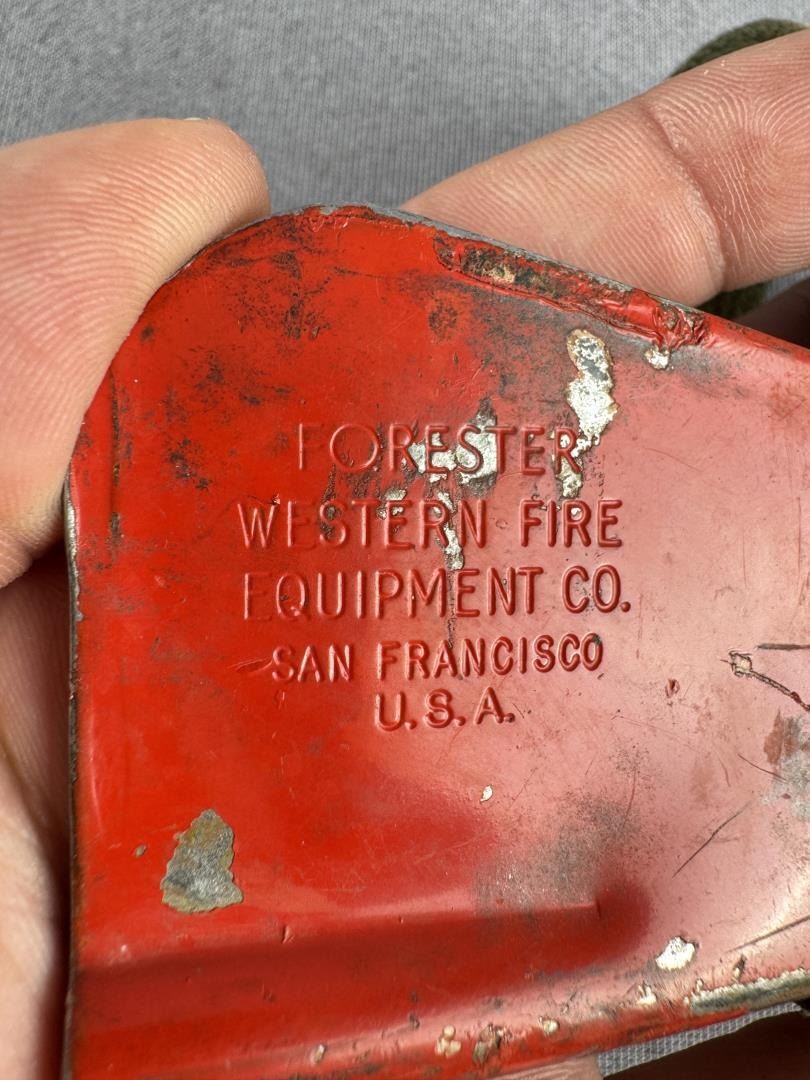 FORESTER
WESTERN FIRE
EQUIPMENT CO.
SAN FRANCISCO
U.S.A.